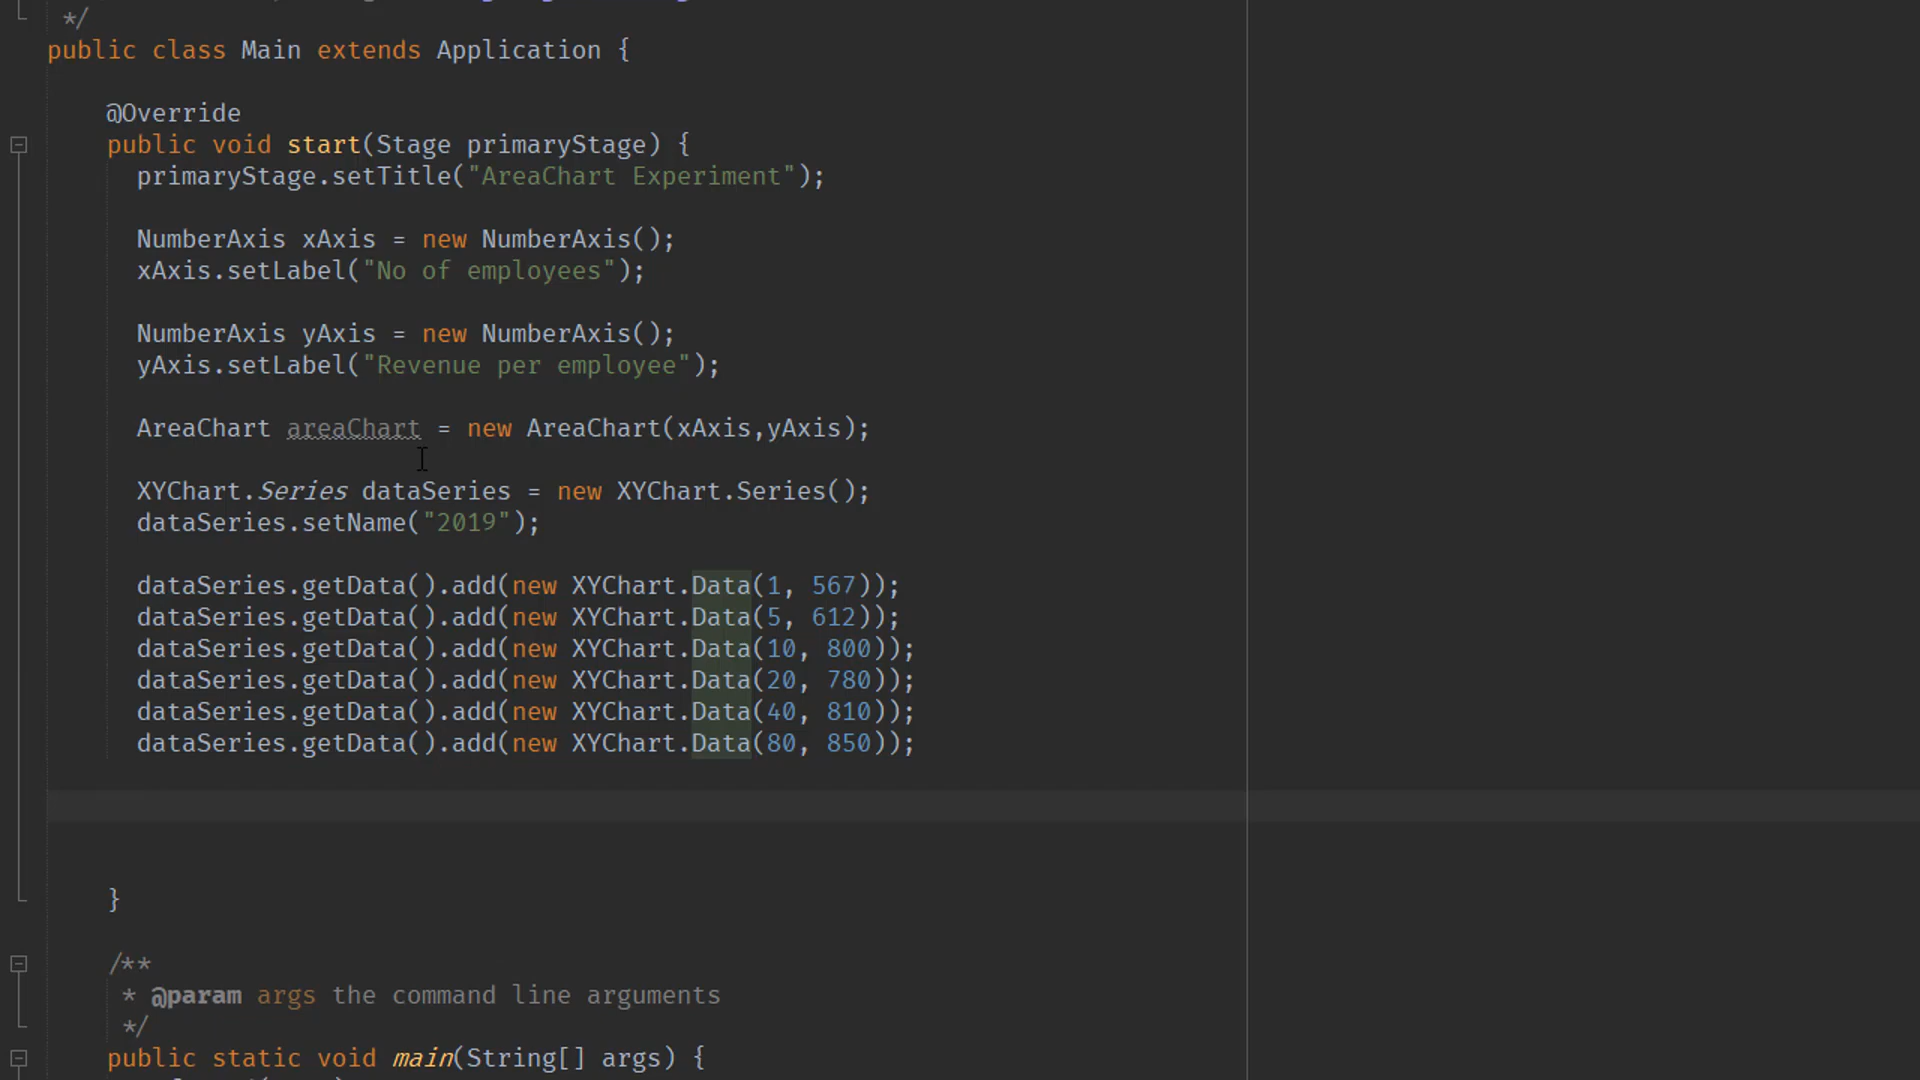 */
public class Main extends Application {
@Override
public void start(Stage primaryStage) {
primaryStage.setTitle("AreaChart Experiment");
NumberAxis xAxis = new NumberAxis();
xAxis.setLabel("No of employees");
NumberAxis yAxis = new NumberAxis();
yAxis.setLabel("Revenue per employee");
AreaChart areaChart = new AreaChart(xAxis,yAxis);
XYChart.Series dataSeries = new XYChart.Series();
dataSeries.setName("2019");
dataSeries.getData().add(new XYChart.Data(1, 567));
dataSeries.getData().add(new XYChart.Data(5, 612));
dataSeries.getData().add(new XYChart.Data(10, 800));
dataSeries.getData().add(new XYChart.Data(20, 780));
dataSeries.getData().add(new XYChart.Data(40, 810));
dataSeries.getData().add(new XYChart.Data(80, 850));
}
/**
* @param args the command line arguments
*/
public static void main(String[] args) {